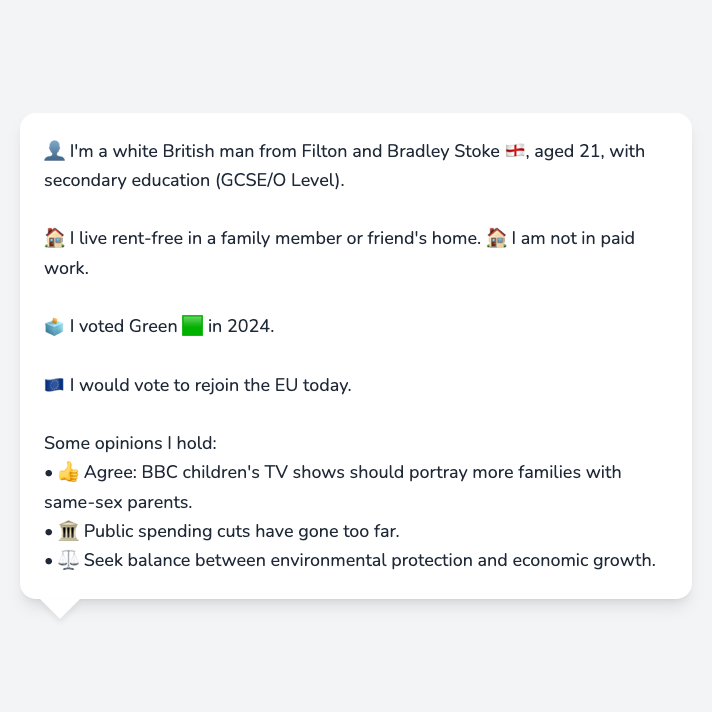 👤 I'm a white British man from Filton and Bradley Stoke 🏴󠁧󠁢󠁥󠁮󠁧󠁿, aged 21, with
secondary education (GCSE/O Level).
🏠 I live rent-free in a family member or friend's home. 🏠 I am not in paid
work.
🗳️ I voted Green 🟩 in 2024.
🇪🇺 I would vote to rejoin the EU today.
Some opinions I hold:
• 👍 Agree: BBC children's TV shows should portray more families with
same-sex parents.
• 🏛️ Public spending cuts have gone too far.
• ⚖️ Seek balance between environmental protection and economic growth.